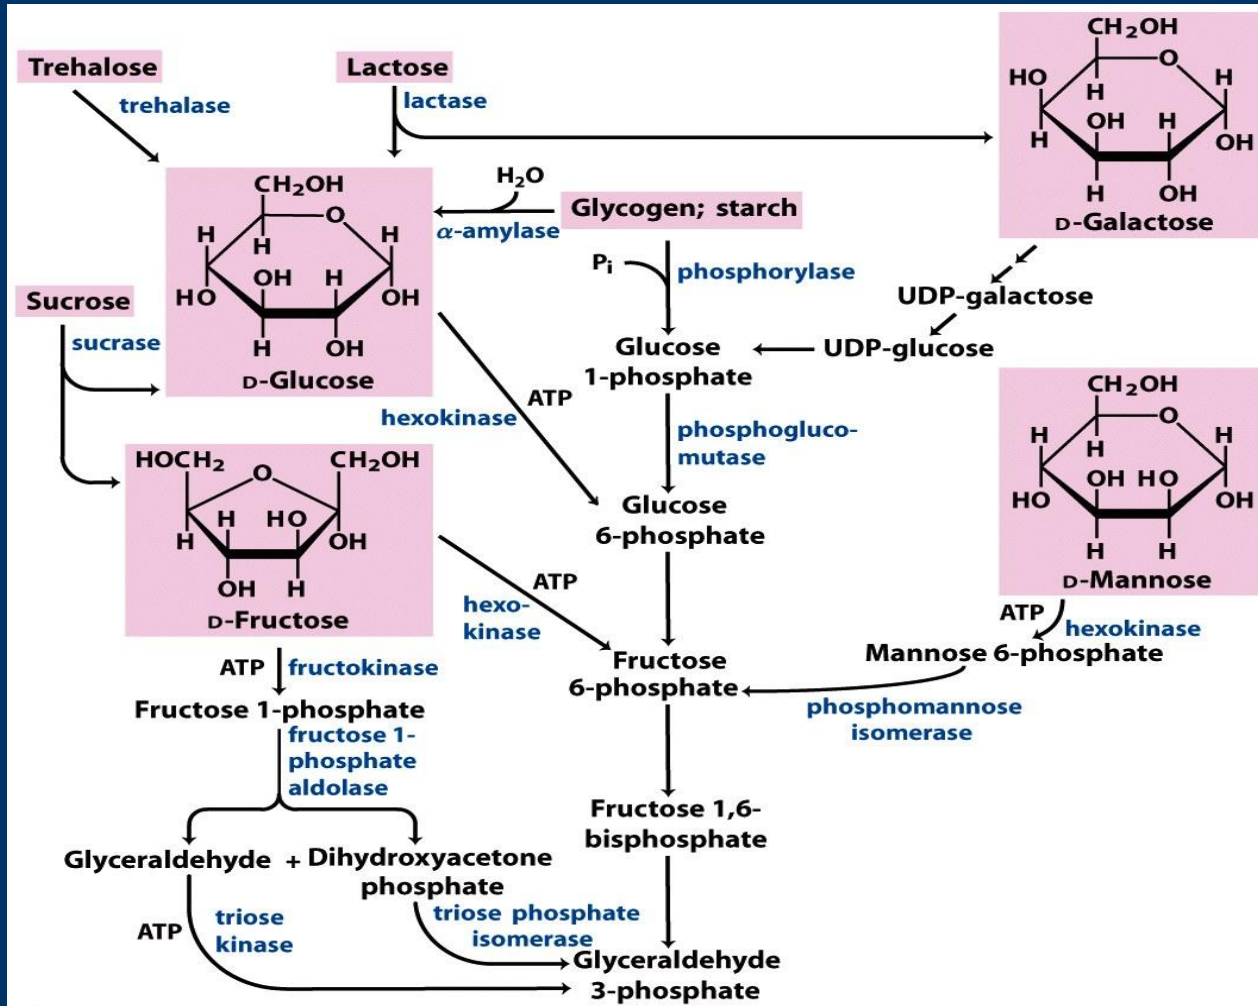 Trehalose
trehalase
Lactose
lactase
CH2OH
O
HO
H
H
OH
H
H
OH
H
OH
D-Galactose
CH2OH
O
H
H
H
OH
H
HO
OH
H
OH
D-Glucose
H2O
α-amylase
Glycogen; starch
Pi
phosphorylase
UDP-galactose
UDP-glucose
Glucose
1-phosphate
Sucrose
sucrase
hexokinase
ATP
phosphogluco-
mutase
Glucose
6-phosphate
CH2OH
O
H
H
H
OH
HO
HO
OH
H
H
D-Mannose
ATP
hexokinase
Mannose 6-phosphate
phosphomannose
isomerase
HOCH2
O
CH2OH
H
HO
H
OH
OH
H
D-Fructose
ATP
hexo-
kinase
Fructose
6-phosphate
ATP
fructokinase
Fructose 1-phosphate
fructose 1-
phosphate
aldolase
Fructose 1,6-
bisphosphate
Glyceraldehyde + Dihydroxyacetone
phosphate
ATP
triose
kinase
triose phosphate
isomerase
Glyceraldehyde
3-phosphate